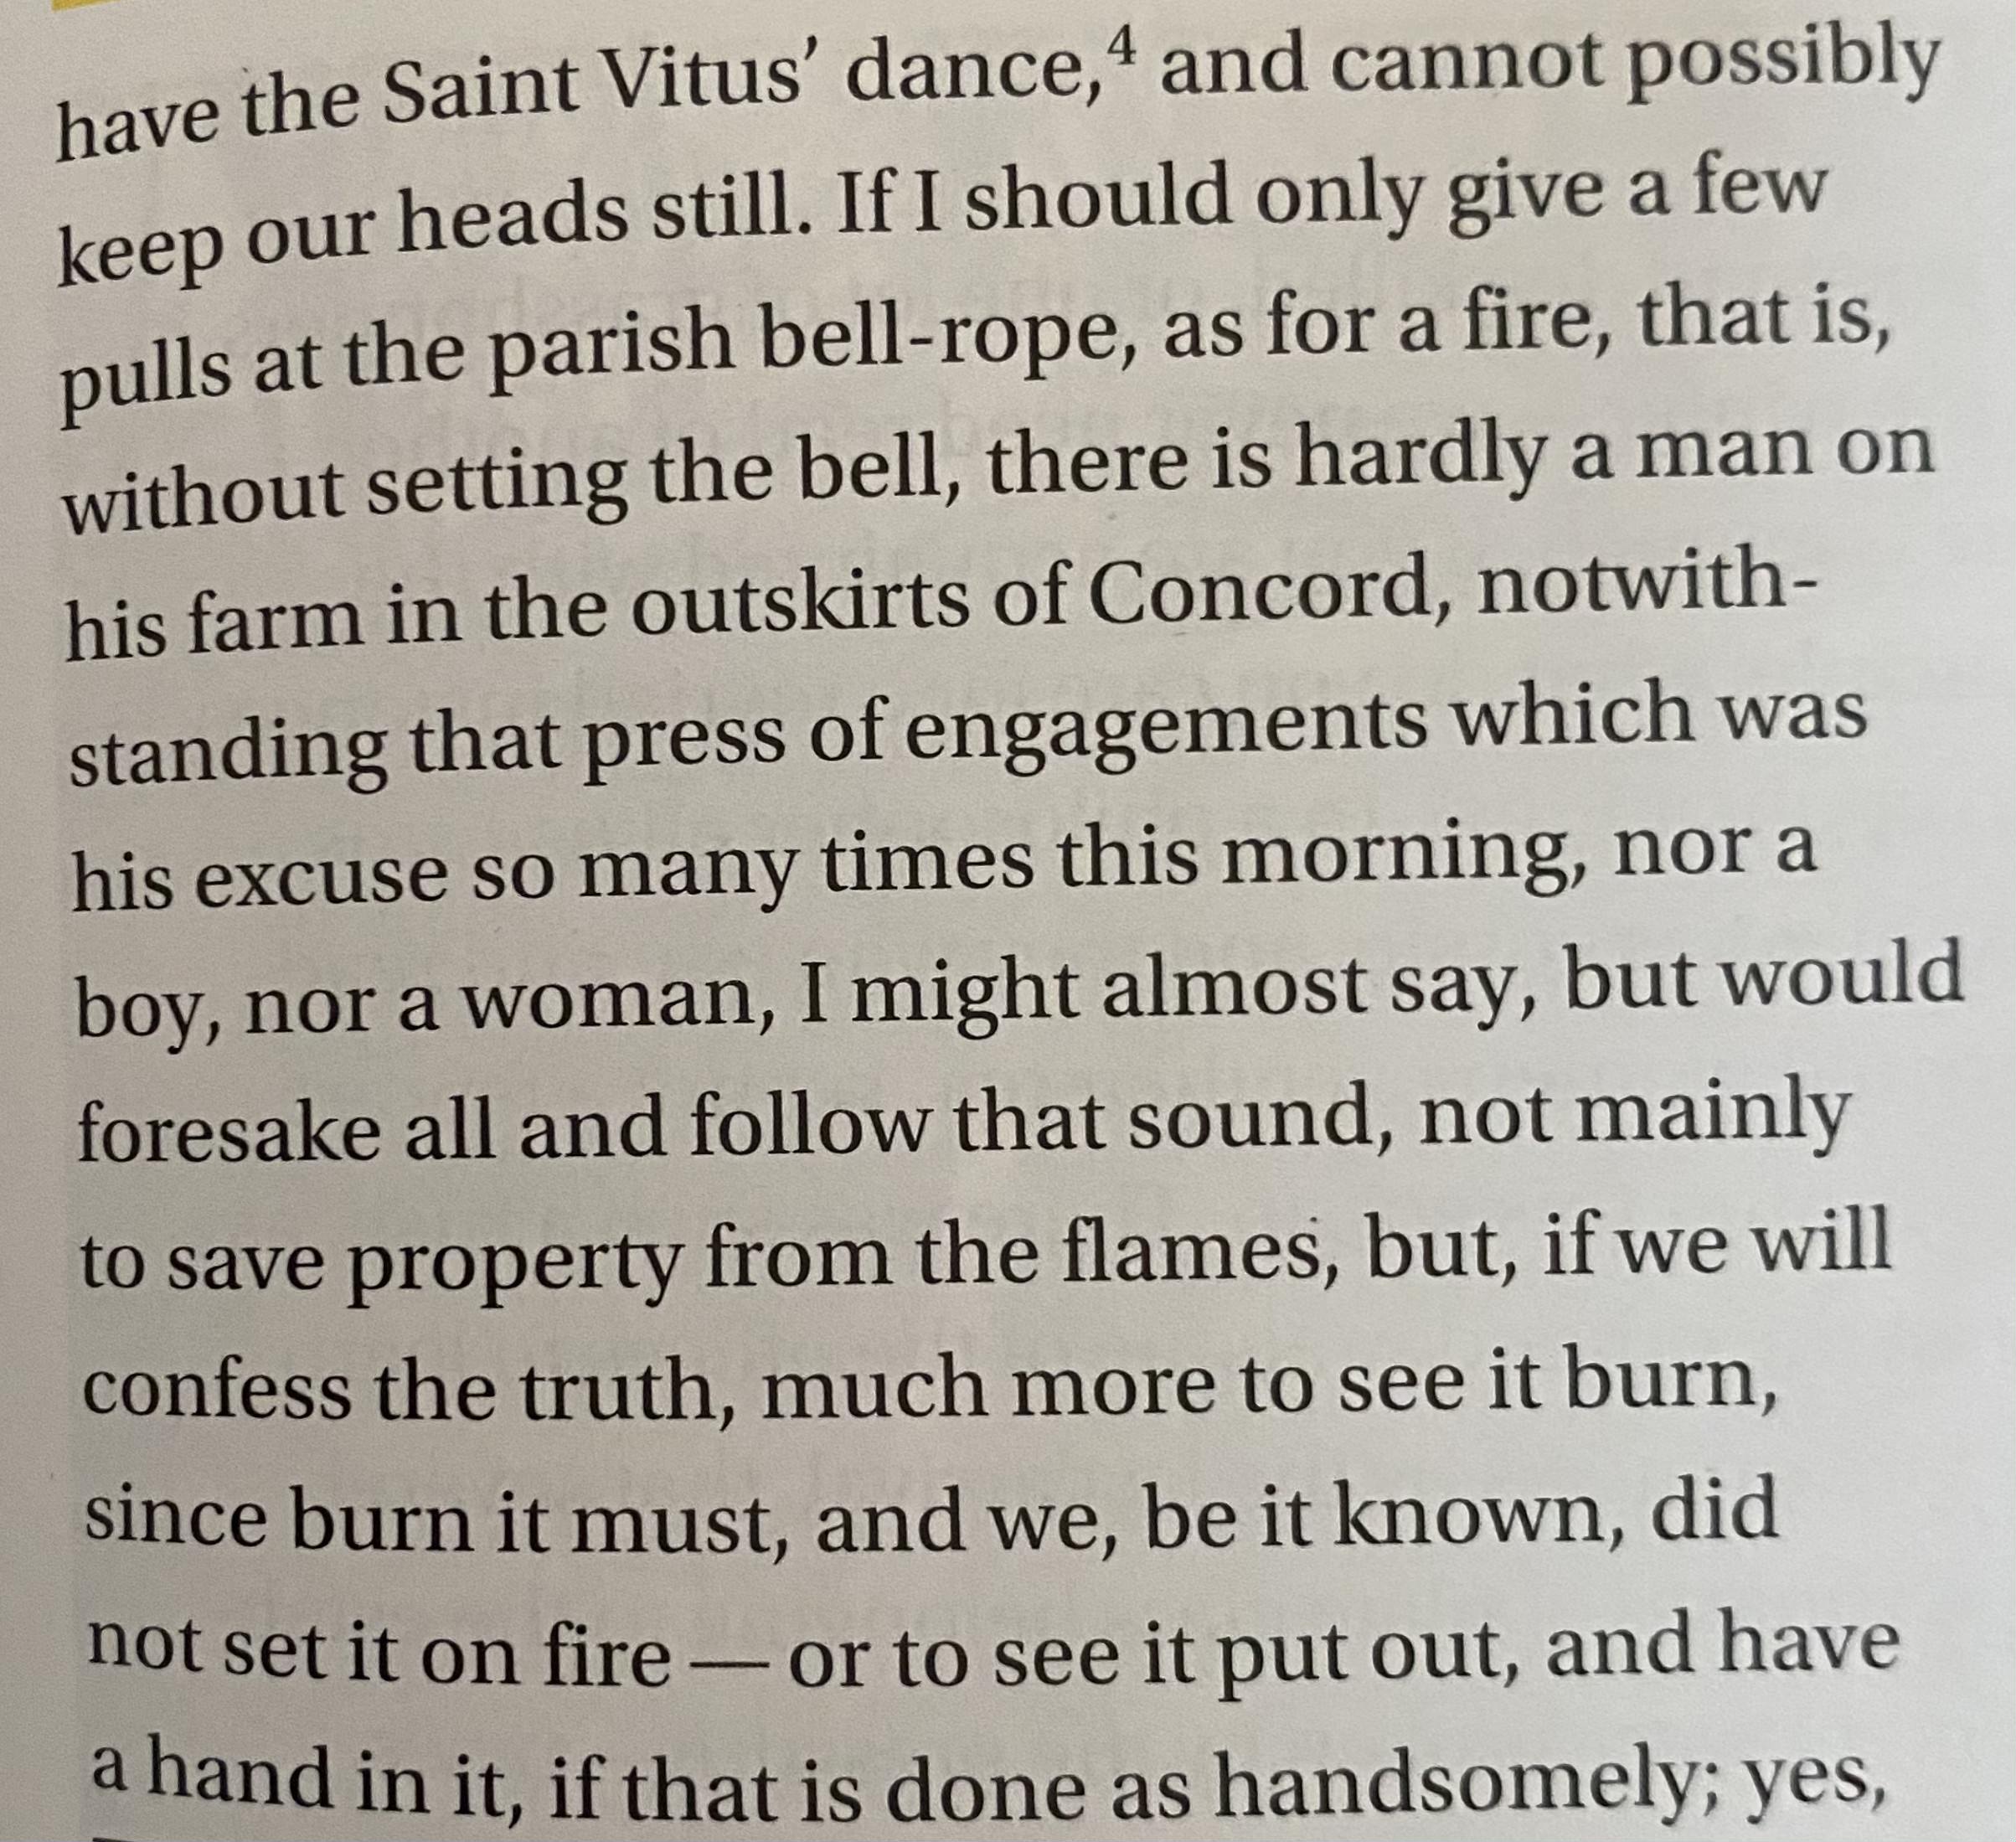 have the Saint Vitus’ dance,⁴ and cannot possibly
keep our heads still. If I should only give a few
pulls at the parish bell-rope, as for a fire, that is,
without setting the bell, there is hardly a man on
his farm in the outskirts of Concord, notwith-
standing that press of engagements which was
his excuse so many times this morning, nor a
boy, nor a woman, I might almost say, but would
foresake all and follow that sound, not mainly
to save property from the flames, but, if we will
confess the truth, much more to see it burn,
since burn it must, and we, be it known, did
not set it on fire — or to see it put out, and have
a hand in it, if that is done as handsomely; yes,